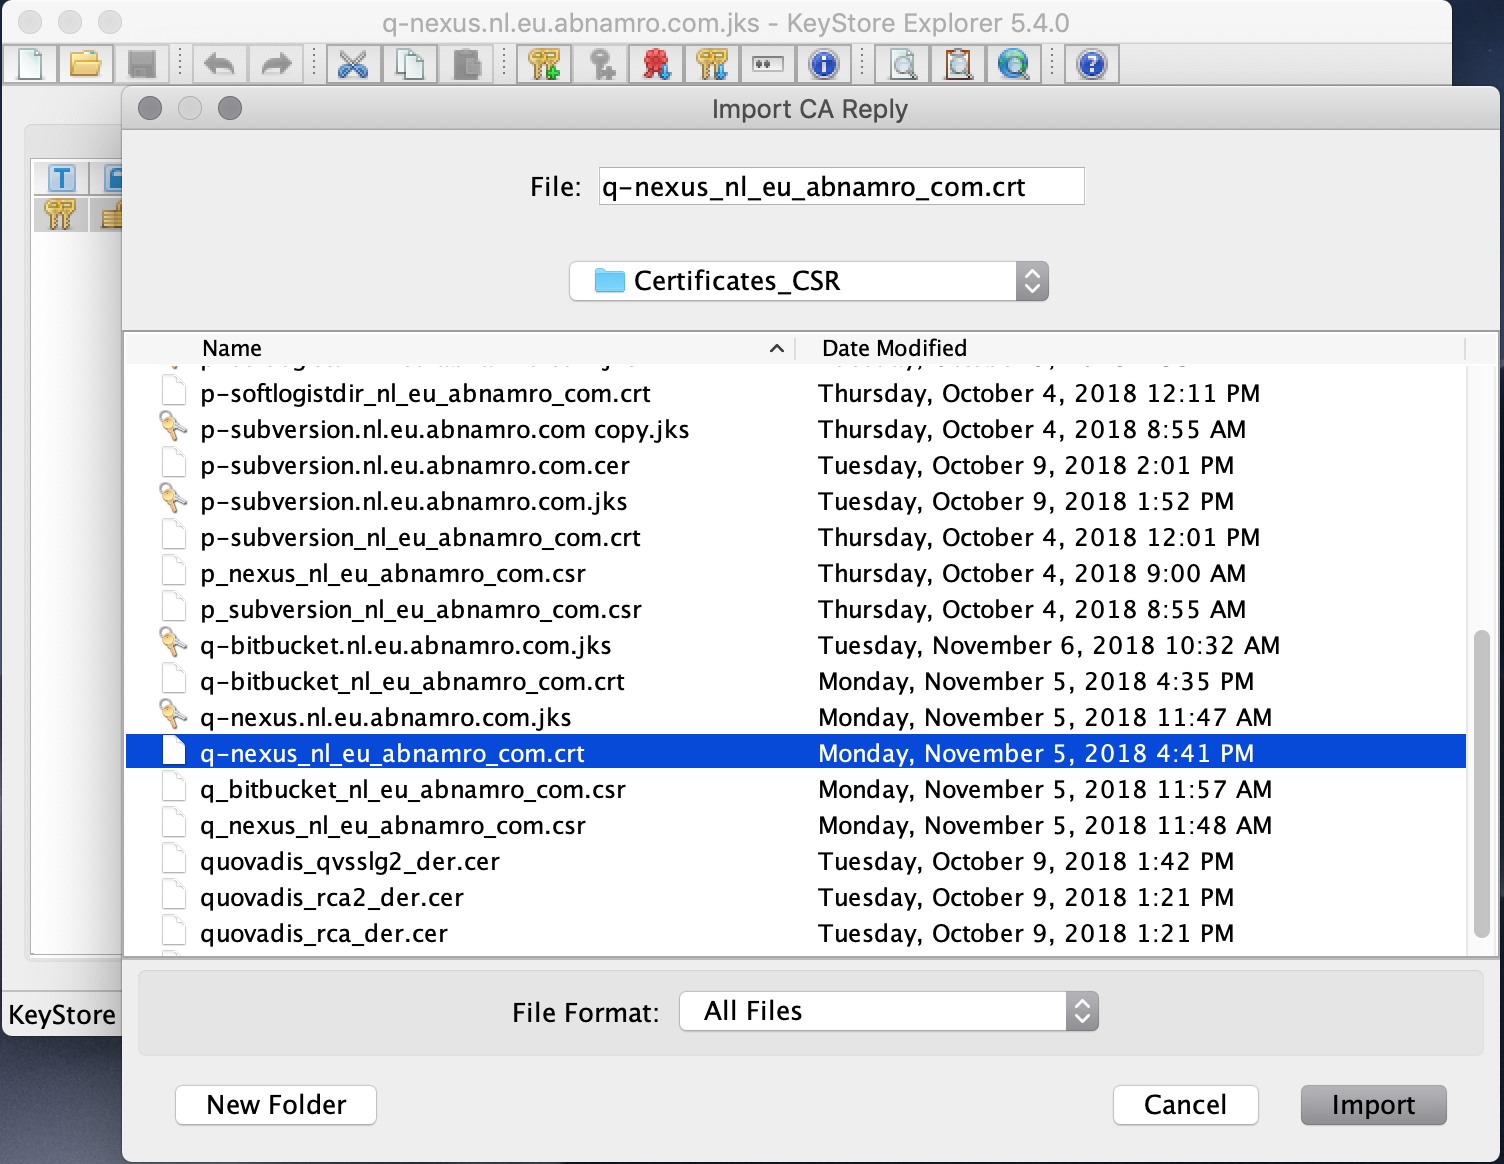 q-nexus.nl.eu.abnamro.com.jks - KeyStore Explorer 5.4.0
Import CA Reply
T
File: q-nexus_nl_eu_abnamro_com.crt
Certificates_CSR
Name Date Modified
p-softlogistdir_nl_eu_abnamro_com.crt Thursday, October 4, 2018 12:11 PM
p-subversion.nl.eu.abnamro.com copy.jks Thursday, October 4, 2018 8:55 AM
p-subversion.nl.eu.abnamro.com.cer Tuesday, October 9, 2018 2:01 PM
p-subversion.nl.eu.abnamro.com.jks Tuesday, October 9, 2018 1:52 PM
p-subversion_nl_eu_abnamro_com.crt Thursday, October 4, 2018 12:01 PM
p_nexus_nl_eu_abnamro_com.csr Thursday, October 4, 2018 9:00 AM
p_subversion_nl_eu_abnamro_com.csr Thursday, October 4, 2018 8:55 AM
q-bitbucket.nl.eu.abnamro.com.jks Tuesday, November 6, 2018 10:32 AM
q-bitbucket_nl_eu_abnamro_com.crt Monday, November 5, 2018 4:35 PM
q-nexus.nl.eu.abnamro.com.jks Monday, November 5, 2018 11:47 AM
q-nexus_nl_eu_abnamro_com.crt Monday, November 5, 2018 4:41 PM
q_bitbucket_nl_eu_abnamro_com.csr Monday, November 5, 2018 11:57 AM
q_nexus_nl_eu_abnamro_com.csr Monday, November 5, 2018 11:48 AM
quovadis_qvsslg2_der.cer Tuesday, October 9, 2018 1:42 PM
quovadis_rca2_der.cer Tuesday, October 9, 2018 1:21 PM
quovadis_rca_der.cer Tuesday, October 9, 2018 1:21 PM
KeyStore
File Format: All Files
New Folder Cancel Import